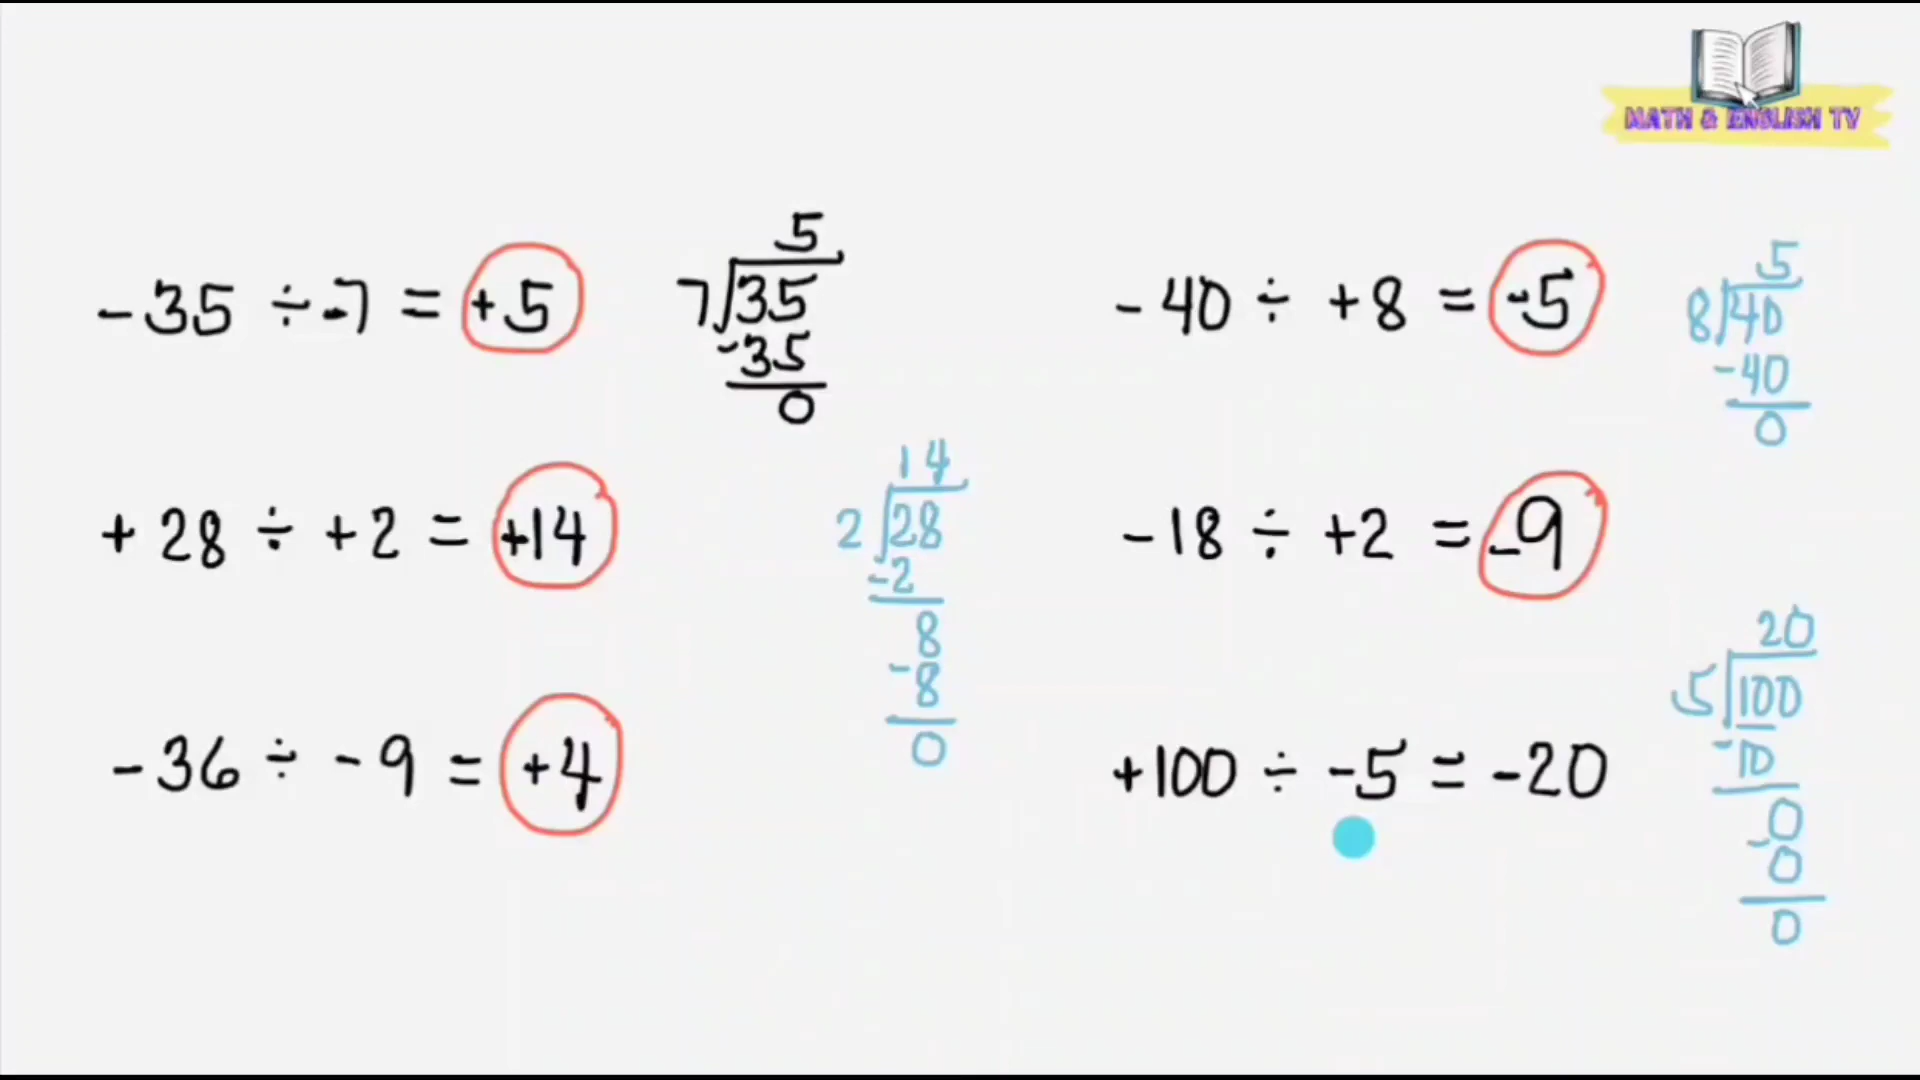 MATH & ENGLISH TV
-35 ÷ -7 = +5
5
7√35
-35
0
+28 ÷ +2 = +14
14
2√28
-2
8
-8
0
-36 ÷ -9 = +4
-40 ÷ +8 = -5
5
8√40
-40
0
-18 ÷ +2 = -9
+100 ÷ -5 = -20
20
5√100
-10
0
-0
0